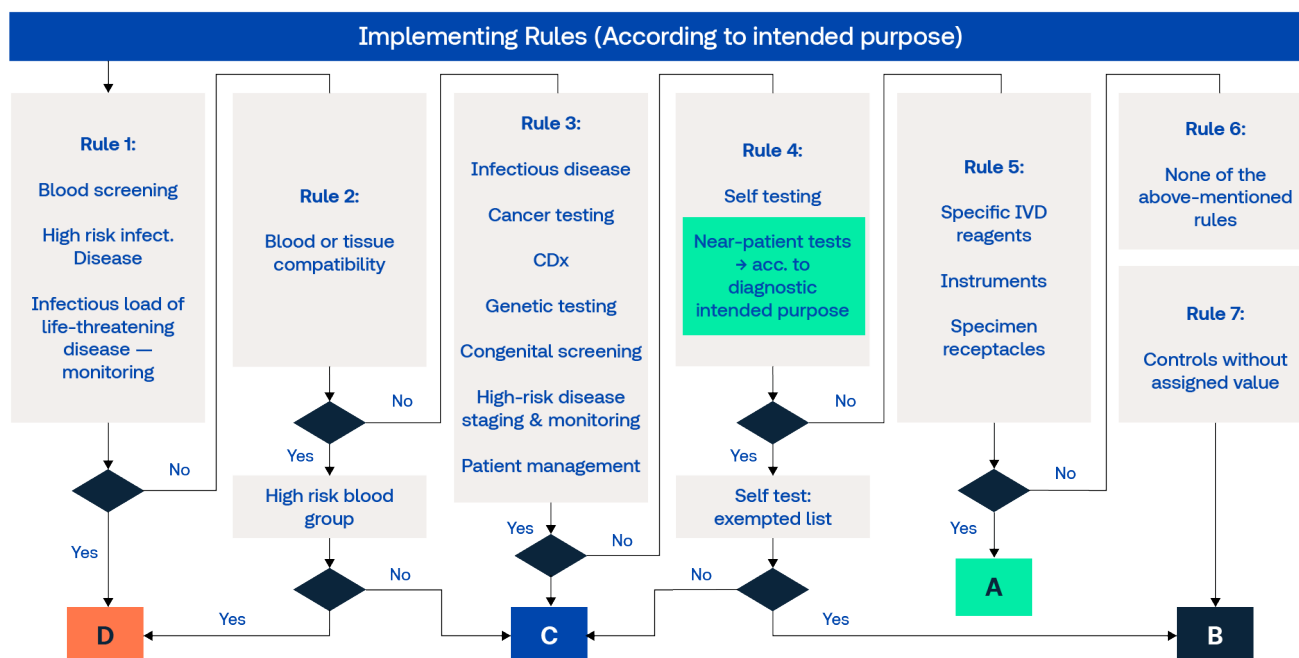 Implementing Rules (According to intended purpose)
Rule 1:
Blood screening
High risk infect.
Disease
Infectious load of
life-threatening
disease —
monitoring
No
Yes
D
Rule 2:
Blood or tissue
compatibility
No
Yes
High risk blood
group
No
Yes
Rule 3:
Infectious disease
Cancer testing
CDx
Genetic testing
Congenital screening
High-risk disease
staging & monitoring
Patient management
Yes
No
C
Rule 4:
Self testing
Near-patient tests
→ acc. to
diagnostic
intended purpose
No
Yes
Self test:
exempted list
No
Yes
Rule 5:
Specific IVD
reagents
Instruments
Specimen
receptacles
No
Yes
A
Rule 6:
None of the
above-mentioned
rules
Rule 7:
Controls without
assigned value
B